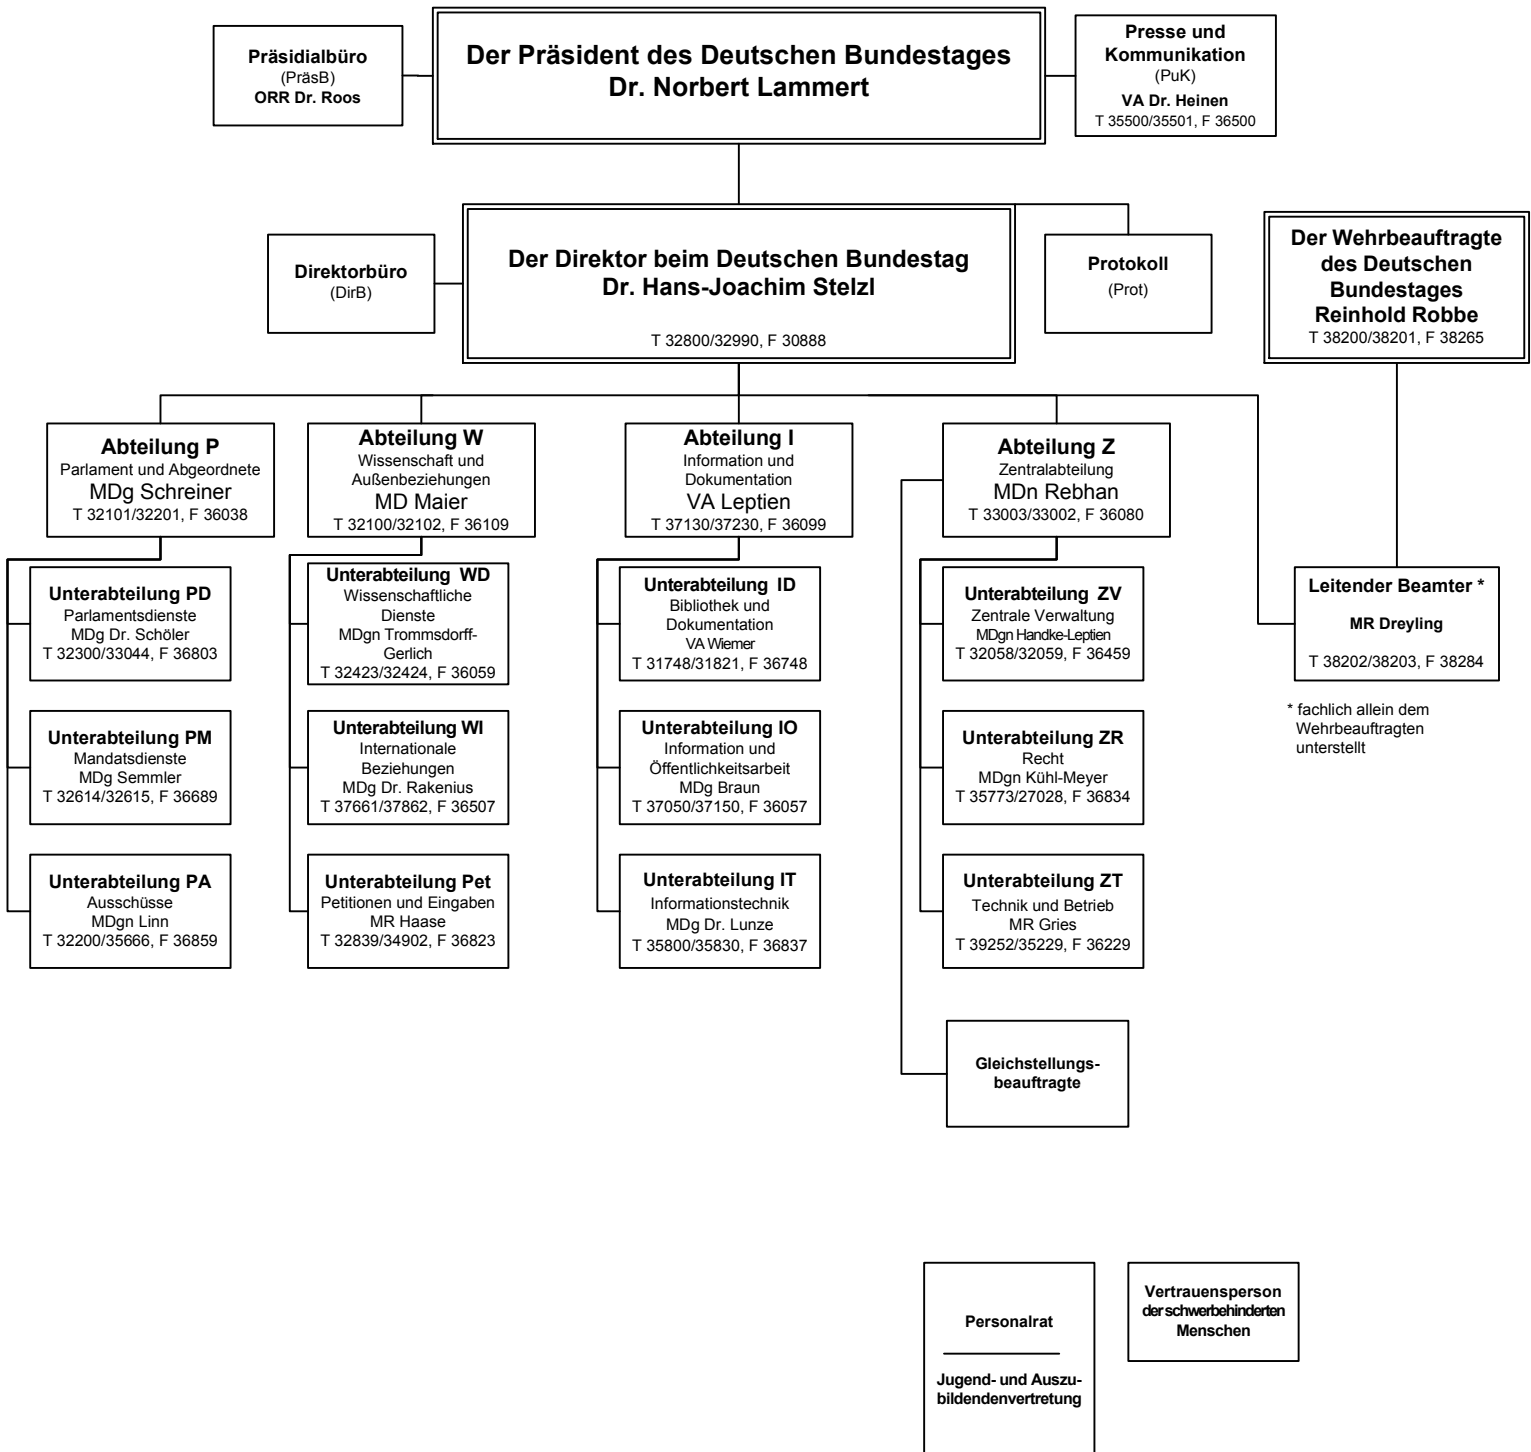 Präsidialbüro
(PräsB)
ORR Dr. Roos
Der Präsident des Deutschen Bundestages
Dr. Norbert Lammert
Presse und
Kommunikation
(PuK)
VA Dr. Heinen
T 35500/35501, F 36500
Direktorbüro
(DirB)
Der Direktor beim Deutschen Bundestag
Dr. Hans-Joachim Stelzl
T 32800/32990, F 30888
Protokoll
(Prot)
Der Wehrbeauftragte
des Deutschen
Bundestages
Reinhold Robbe
T 38200/38201, F 38265
Abteilung P
Parlament und Abgeordnete
MDg Schreiner
T 32101/32201, F 36038
Abteilung W
Wissenschaft und
Außenbeziehungen
MD Maier
T 32100/32102, F 36109
Abteilung I
Information und
Dokumentation
VA Leptien
T 37130/37230, F 36099
Abteilung Z
Zentralabteilung
MDn Rebhan
T 33003/33002, F 36080
Unterabteilung PD
Parlamentsdienste
MDg Dr. Schöler
T 32300/33044, F 36803
Unterabteilung WD
Wissenschaftliche
Dienste
MDgn Trommsdorff-
Gerlich
T 32423/32424, F 36059
Unterabteilung ID
Bibliothek und
Dokumentation
VA Wiemer
T 31748/31821, F 36748
Unterabteilung ZV
Zentrale Verwaltung
MDgn Handke-Leptien
T 32058/32059, F 36459
Leitender Beamter *
MR Dreyling
T 38202/38203, F 38284
* fachlich allein dem
Wehrbeauftragten
unterstellt
Unterabteilung PM
Mandatsdienste
MDg Semmler
T 32614/32615, F 36689
Unterabteilung WI
Internationale
Beziehungen
MDg Dr. Rakenius
T 37661/37862, F 36507
Unterabteilung IO
Information und
Öffentlichkeitsarbeit
MDg Braun
T 37050/37150, F 36057
Unterabteilung ZR
Recht
MDgn Kühl-Meyer
T 35773/27028, F 36834
Unterabteilung PA
Ausschüsse
MDgn Linn
T 32200/35666, F 36859
Unterabteilung Pet
Petitionen und Eingaben
MR Haase
T 32839/34902, F 36823
Unterabteilung IT
Informationstechnik
MDg Dr. Lunze
T 35800/35830, F 36837
Unterabteilung ZT
Technik und Betrieb
MR Gries
T 39252/35229, F 36229
Gleichstellungs-
beauftragte
Personalrat
Jugend- und Auszu-
bildendenvertretung
Vertrauensperson
der schwerbehinderten
Menschen